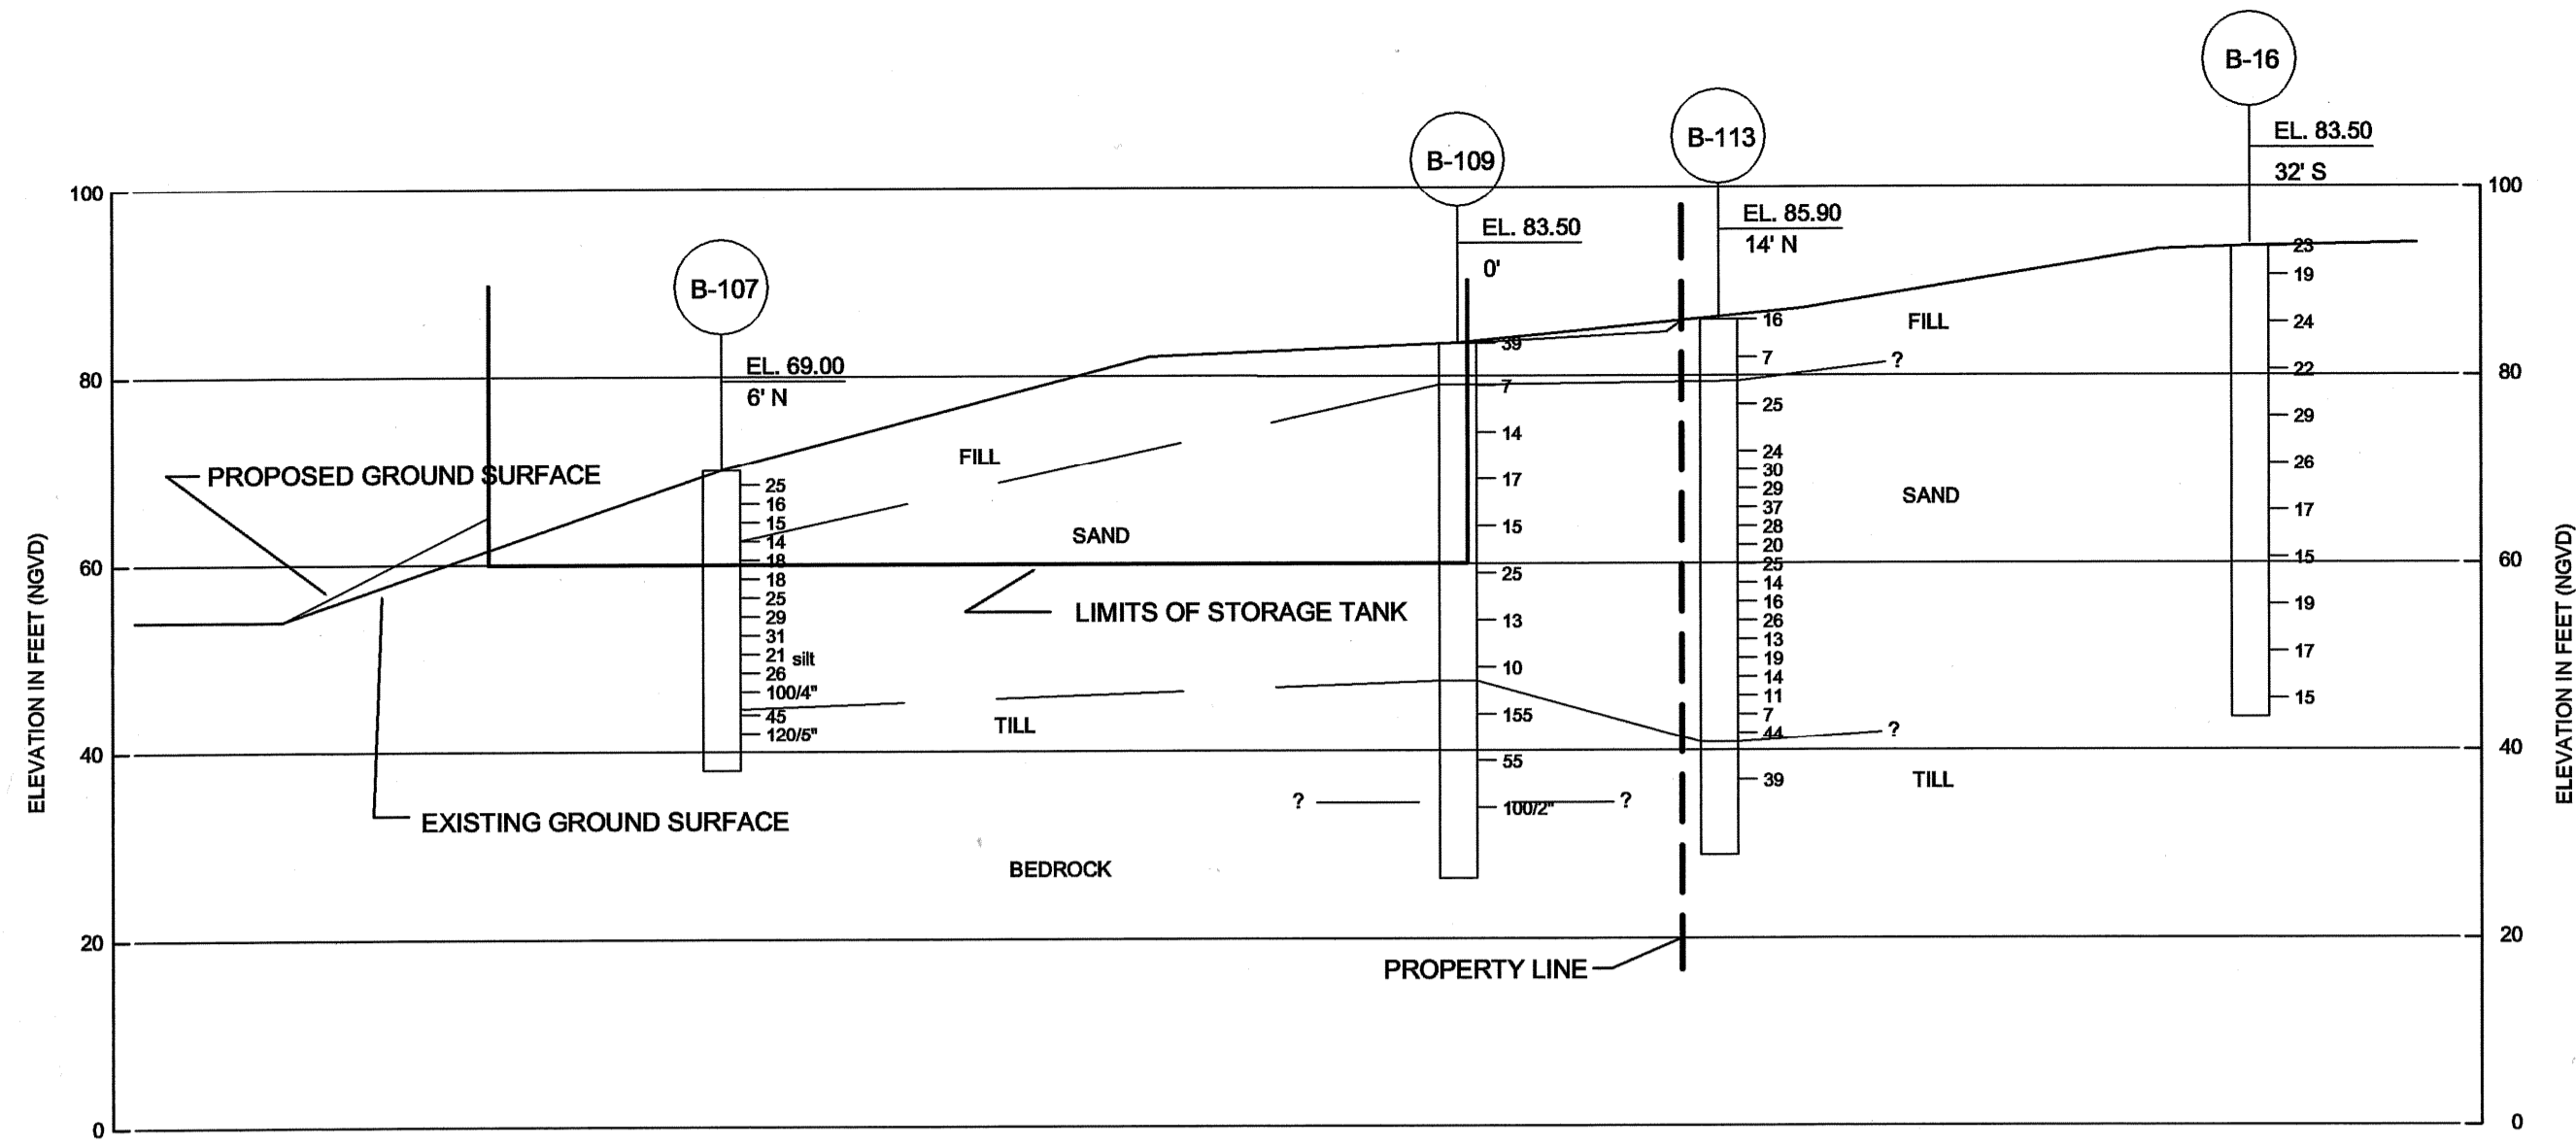 B-16
EL. 83.50
32' S
B-113
EL. 85.90
14' N
B-109
EL. 83.50
0'
B-107
EL. 69.00
6' N
100
80
60
40
20
0
ELEVATION IN FEET (NGVD)
PROPOSED GROUND SURFACE
EXISTING GROUND SURFACE
25
16
15
14
18
18
25
29
31
21 silt
26
100/4"
45
120/5"
FILL
SAND
LIMITS OF STORAGE TANK
TILL
BEDROCK
39
7
14
17
15
25
13
10
155
55
? 100/2" ?
PROPERTY LINE
16
7
25
24
30
29
37
28
20
25
14
16
26
13
19
14
11
7
44
39
FILL
?
SAND
?
TILL
23
19
24
22
29
26
17
15
19
17
15
100
80
60
40
20
0
ELEVATION IN FEET (NGVD)